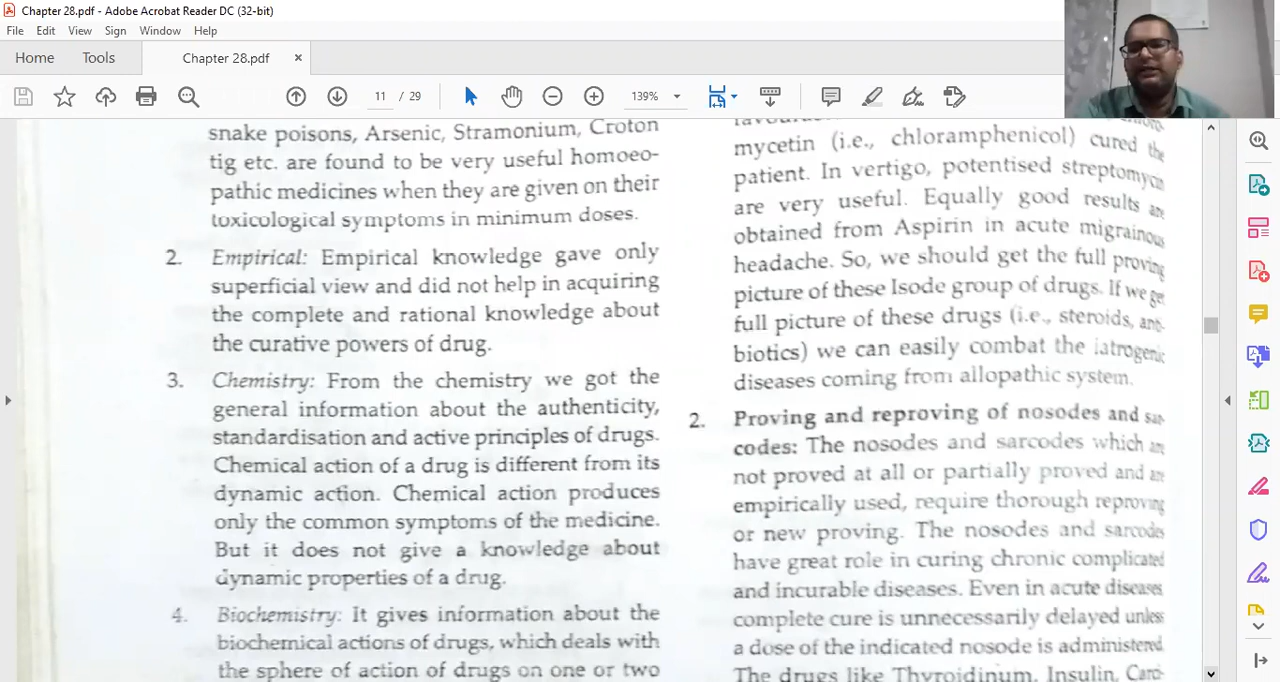 Chapter 28.pdf - Adobe Acrobat Reader DC (32-bit)
File Edit View Sign Window Help
Home Tools Chapter 28.pdf ×
11 / 29 139%
snake poisons, Arsenic, Stramonium, Croton
tig etc. are found to be very useful homoeo-
pathic medicines when they are given on their
toxicological symptoms in minimum doses.
2. Empirical: Empirical knowledge gave only
superficial view and did not help in acquiring
the complete and rational knowledge about
the curative powers of drug.
3. Chemistry: From the chemistry we got the
general information about the authenticity,
standardisation and active principles of drugs.
Chemical action of a drug is different from its
dynamic action. Chemical action produces
only the common symptoms of the medicine.
But it does not give a knowledge about
dynamic properties of a drug.
4. Biochemistry: It gives information about the
biochemical actions of drugs, which deals with
the sphere of action of drugs on one or two
mycetin (i.e., chloramphenicol) cured the
patient. In vertigo, potentised streptomycin
are very useful. Equally good results are
obtained from Aspirin in acute migrainous
headache. So, we should get the full proving
picture of these Isode group of drugs. If we get
full picture of these drugs (i.e., steroids, anti-
biotics) we can easily combat the iatrogenic
diseases coming from allopathic system.
2. Proving and reproving of nosodes and sar-
codes: The nosodes and sarcodes which are
not proved at all or partially proved and are
empirically used, require thorough reproving
or new proving. The nosodes and sarcodes
have great role in curing chronic complicated
and incurable diseases. Even in acute diseases
complete cure is unnecessarily delayed unless
a dose of the indicated nosode is administered.
The drugs like Thyroidinum, Insulin,